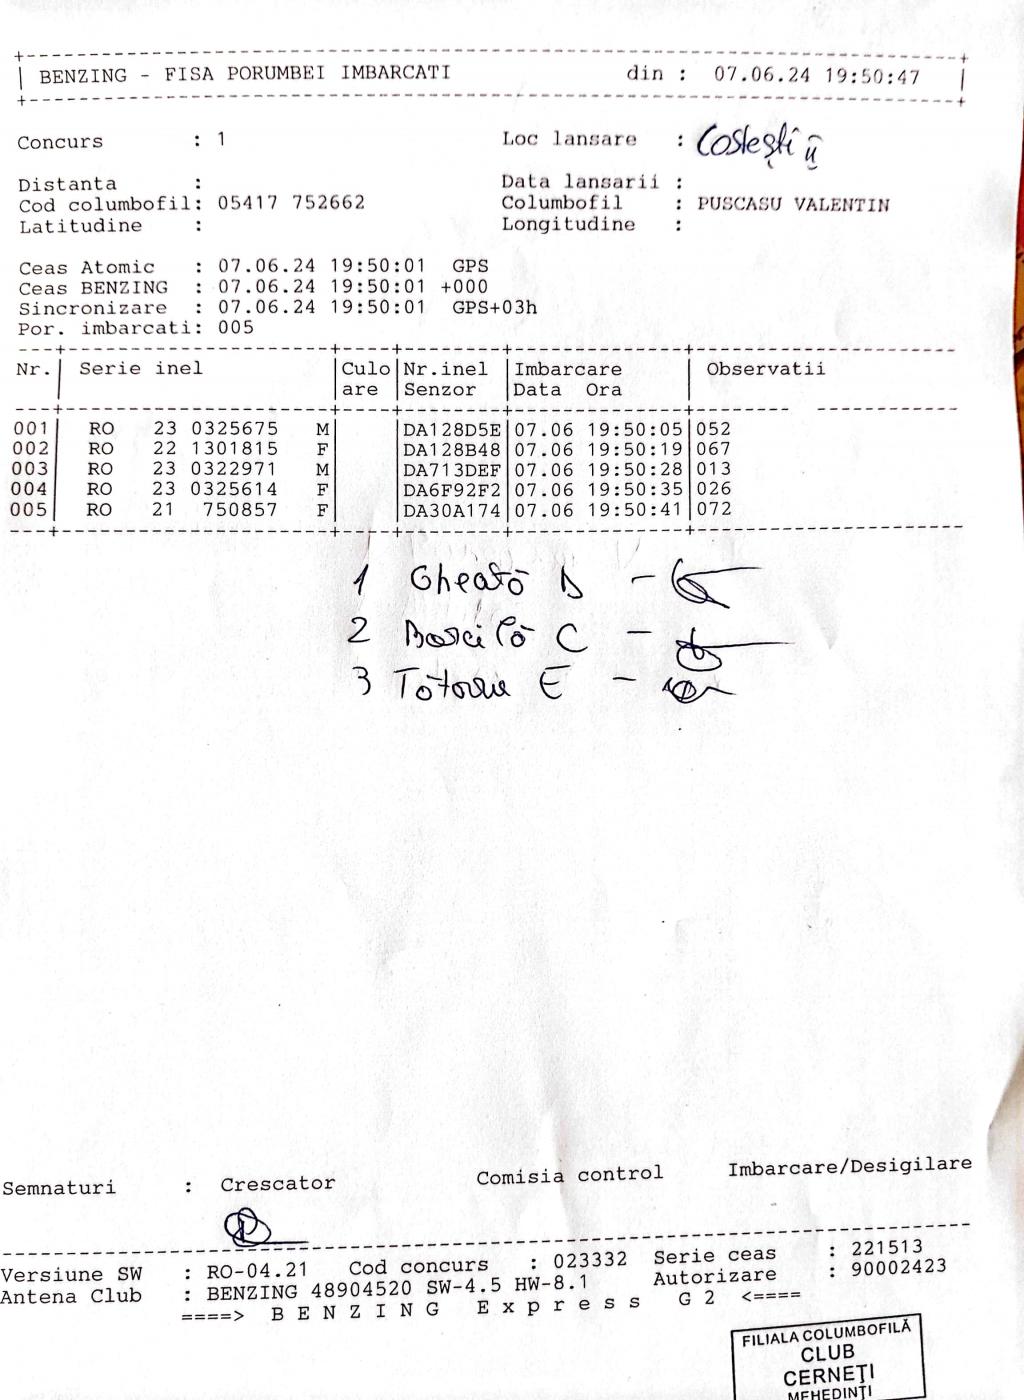 BENZING - FISA PORUMBEI IMBARCATI din : 07.06.24 19:50:47
Concurs : 1 Loc lansare : Costești II
Distanta : Data lansarii :
Cod columbofil: 05417 752662 Columbofil : PUSCASU VALENTIN
Latitudine : Longitudine :
Ceas Atomic : 07.06.24 19:50:01 GPS
Ceas BENZING : 07.06.24 19:50:01 +000
Sincronizare : 07.06.24 19:50:01 GPS+03h
Por. imbarcati: 005
Nr. Serie inel Culo Nr.inel Imbarcare Observatii
are Senzor Data Ora
001 RO 23 0325675 M DA128D5E 07.06 19:50:05 052
002 RO 22 1301815 F DA128B48 07.06 19:50:19 067
003 RO 23 0322971 M DA713DEF 07.06 19:50:28 013
004 RO 23 0325614 F DA6F92F2 07.06 19:50:35 026
005 RO 21 750857 F DA30A174 07.06 19:50:41 072
1 Gheată D -
2 C -
3 E -
Semnaturi : Crescator Comisia control Imbarcare/Desigilare
Versiune SW : RO-04.21 Cod concurs : 023332 Serie ceas : 221513
Antena Club : BENZING 48904520 SW-4.5 HW-8.1 Autorizare : 90002423
====> B E N Z I N G E x p r e s s G 2 <====
FILIALA COLUMBOFILĂ
CLUB
CERNEȚI
MEHEDINȚI